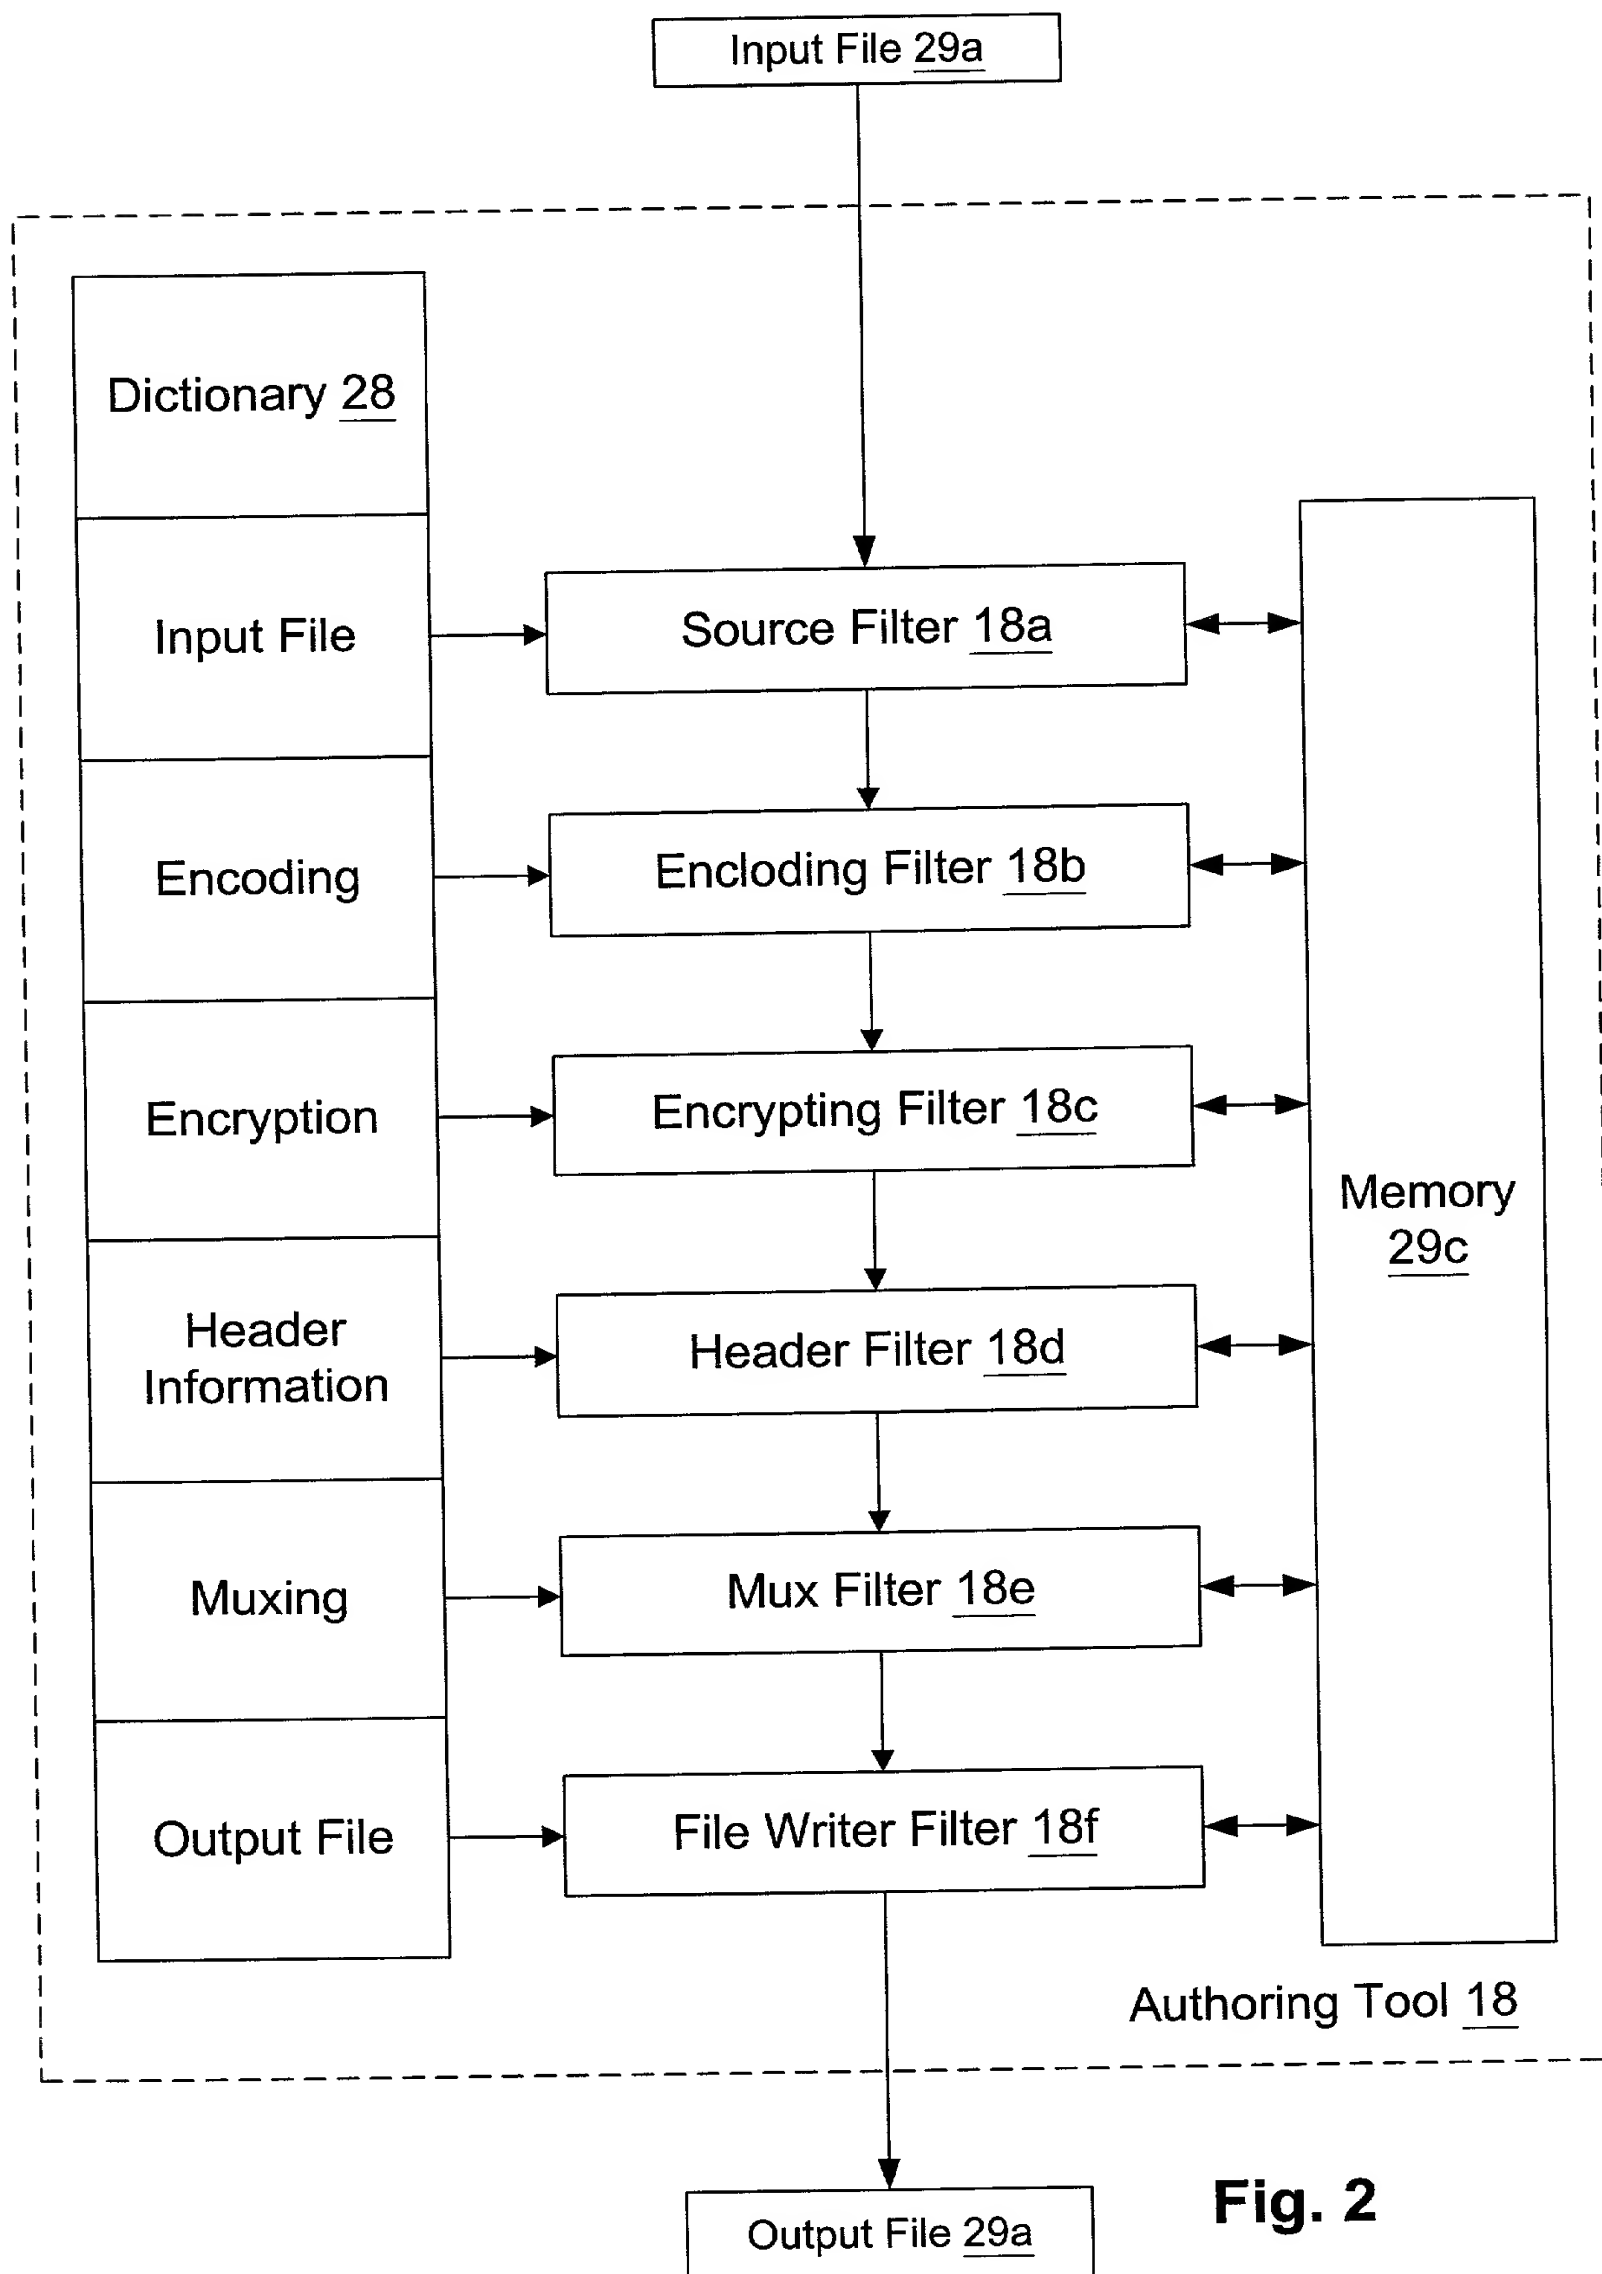 Input File 29a
Dictionary 28
Input File
Source Filter 18a
Encoding
Encloding Filter 18b
Encryption
Encrypting Filter 18c
Memory
29c
Header
Information
Header Filter 18d
Muxing
Mux Filter 18e
Output File
File Writer Filter 18f
Authoring Tool 18
Output File 29a
Fig. 2